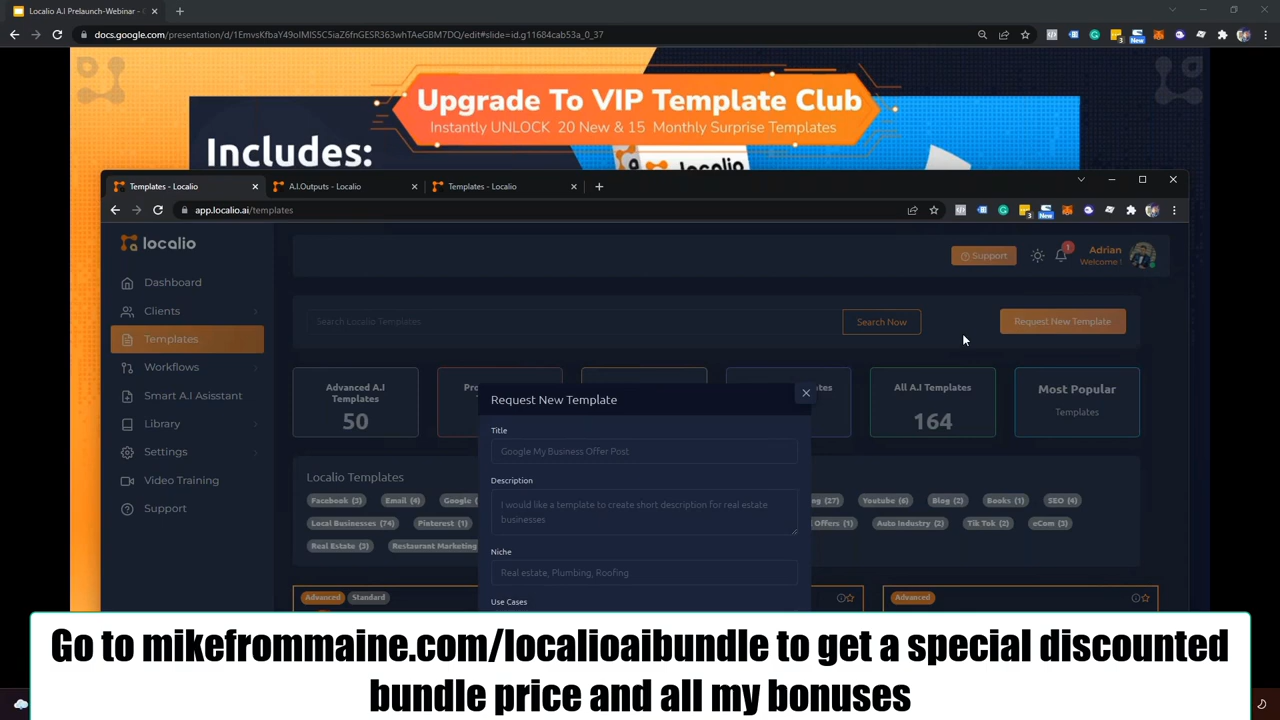 Localio A.I Prelaunch-Webinar -
docs.google.com/presentation/d/1EmvsKfbaY49oIMIS5C5iaZ6fnGESR363whTAeGBM7DQ/edit#slide=id.g11684cab53a_0_37
New
Upgrade To VIP Template Club
Instantly UNLOCK 20 New & 15 Monthly Surprise Templates
Includes:
localio
Templates - Localio
A.I.Outputs - Localio
Templates - Localio
app.localio.ai/templates
New
localio
Support
1
Adrian
Welcome !
Dashboard
Clients
Templates
Workflows
Smart A.I Asisstant
Library
Settings
Video Training
Support
Search Localio Templates
Search Now
Request New Template
Advanced A.I
Templates
50
All A.I Templates
164
Most Popular
Templates
Localio Templates
Facebook (3)
Email (4)
Youtube (6)
Blog (2)
Books (1)
SEO (4)
Local Businesses (74)
Pinterest (1)
Offers (1)
Auto Industry (2)
Tik Tok (2)
eCom (3)
Real Estate (3)
Restaurant Marketing
Advanced
Standard
Advanced
Request New Template
Title
Google My Business Offer Post
Description
I would like a template to create short description for real estate
businesses
Niche
Real estate, Plumbing, Roofing
Use Cases
Go to mikefrommaine.com/localioaibundle to get a special discounted
bundle price and all my bonuses